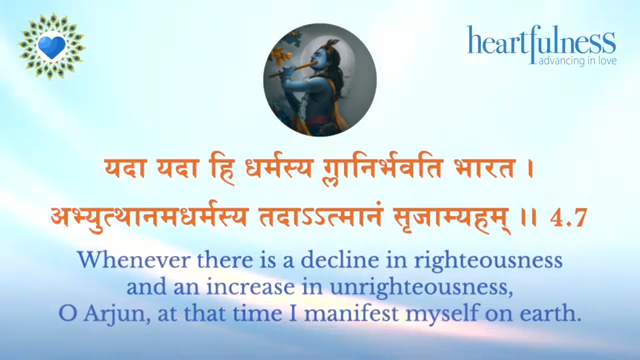 heartfulness
advancing in love
यदा यदा हि धर्मस्य ग्लानिर्भवति भारत ।
अभ्युत्थानमधर्मस्य तदाऽऽत्मानं सृजाम्यहम् ।। 4.7
Whenever there is a decline in righteousness
and an increase in unrighteousness,
O Arjun, at that time I manifest myself on earth.